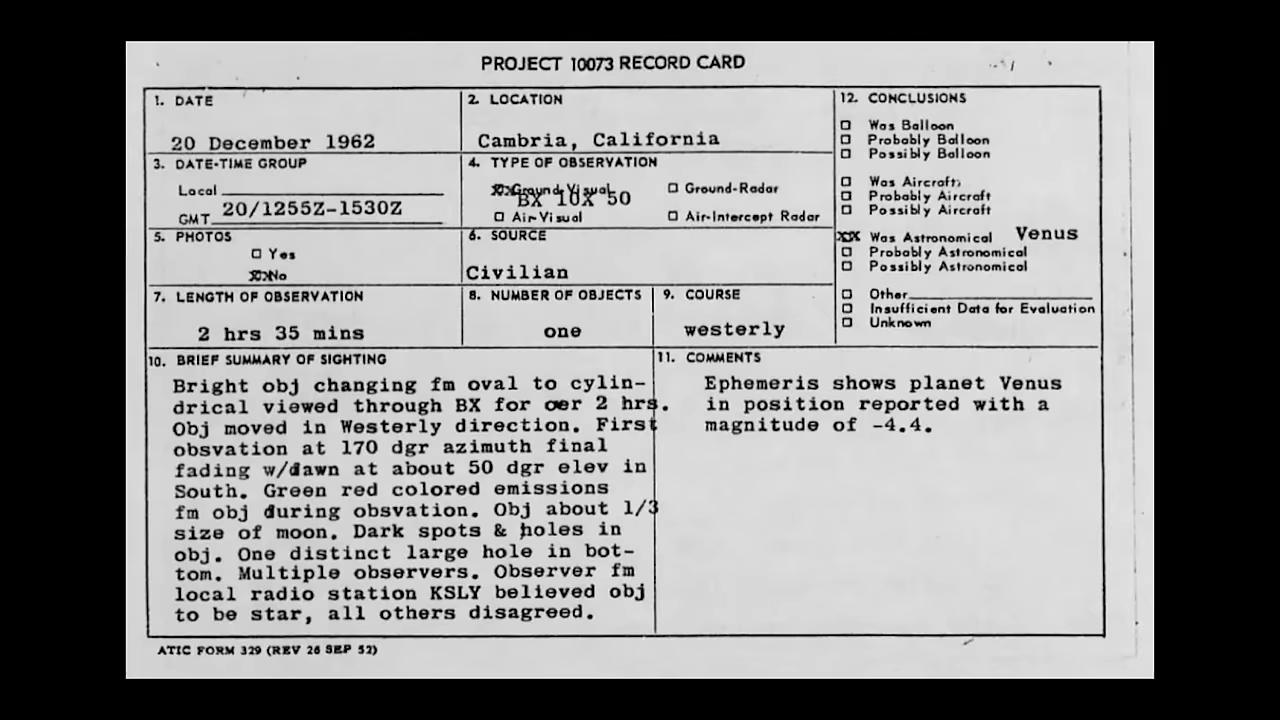 PROJECT 10073 RECORD CARD
1. DATE
20 December 1962
2. LOCATION
Cambria, California
3. DATE-TIME GROUP
Local
GMT 20/1255Z-1530Z
4. TYPE OF OBSERVATION
XX Ground-Visual
BX 10X 50
Ground-Radar
Air-Visual
Air-Intercept Radar
5. PHOTOS
Yes
XX No
6. SOURCE
Civilian
7. LENGTH OF OBSERVATION
2 hrs 35 mins
8. NUMBER OF OBJECTS
one
9. COURSE
westerly
10. BRIEF SUMMARY OF SIGHTING
Bright obj changing fm oval to cylin-
drical viewed through BX for oer 2 hrs.
Obj moved in Westerly direction. First
obsvation at 170 dgr azimuth final
fading w/dawn at about 50 dgr elev in
South. Green red colored emissions
fm obj during obsvation. Obj about 1/3
size of moon. Dark spots & holes in
obj. One distinct large hole in bot-
tom. Multiple observers. Observer fm
local radio station KSLY believed obj
to be star, all others disagreed.
11. COMMENTS
Ephemeris shows planet Venus
in position reported with a
magnitude of -4.4.
12. CONCLUSIONS
Was Balloon
Probably Balloon
Possibly Balloon
Was Aircraft
Probably Aircraft
Possibly Aircraft
XX Was Astronomical Venus
Probably Astronomical
Possibly Astronomical
Other
Insufficient Data for Evaluation
Unknown
ATIC FORM 329 (REV 26 SEP 52)